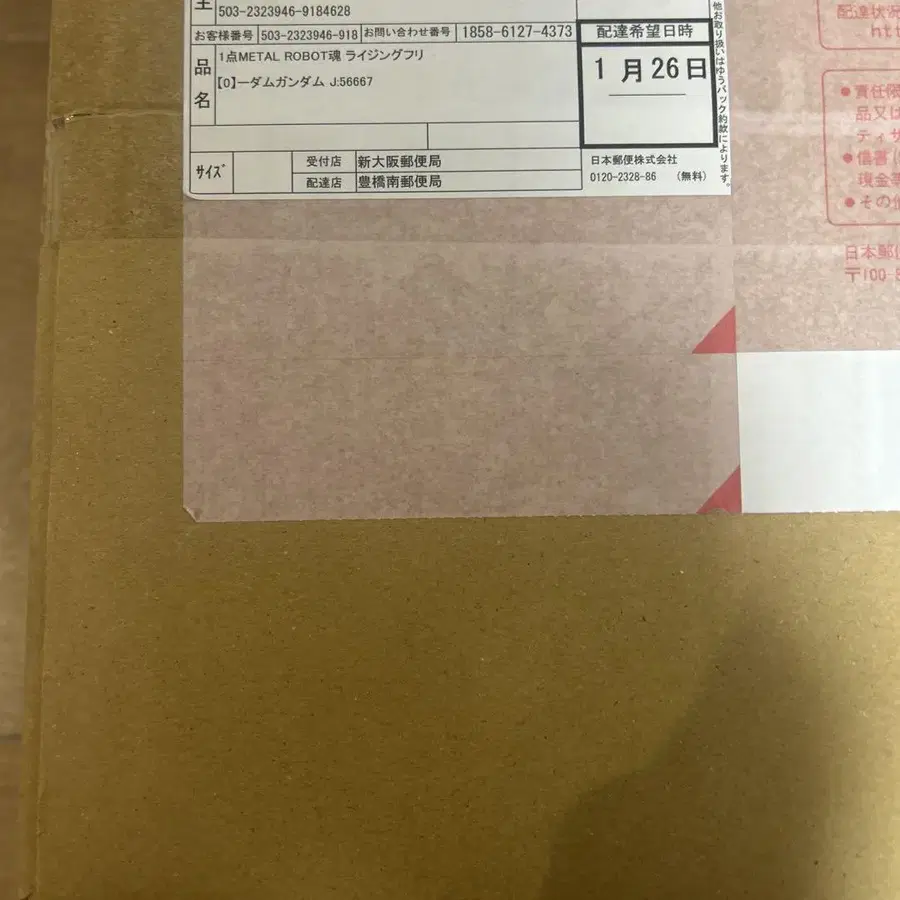 主
503-2323946-9184628
お客様番号 503-2323946-918 お問い合わせ番号 1858-6127-4373
品名
1点METAL ROBOT魂 ライジングフリ
【0】ーダムガンダム J:56667
配達希望日時
1 月 26 日
サイズ
受付店 新大阪郵便局
配達店 豊橋南郵便局
日本郵便株式会社
0120-2328-86 (無料)
他お取り扱いはゆうパック約款によります。
配達状況
htt
●責任限
品又は
ティサ
●信書
現金等
●その他
日本郵便
〒100-8